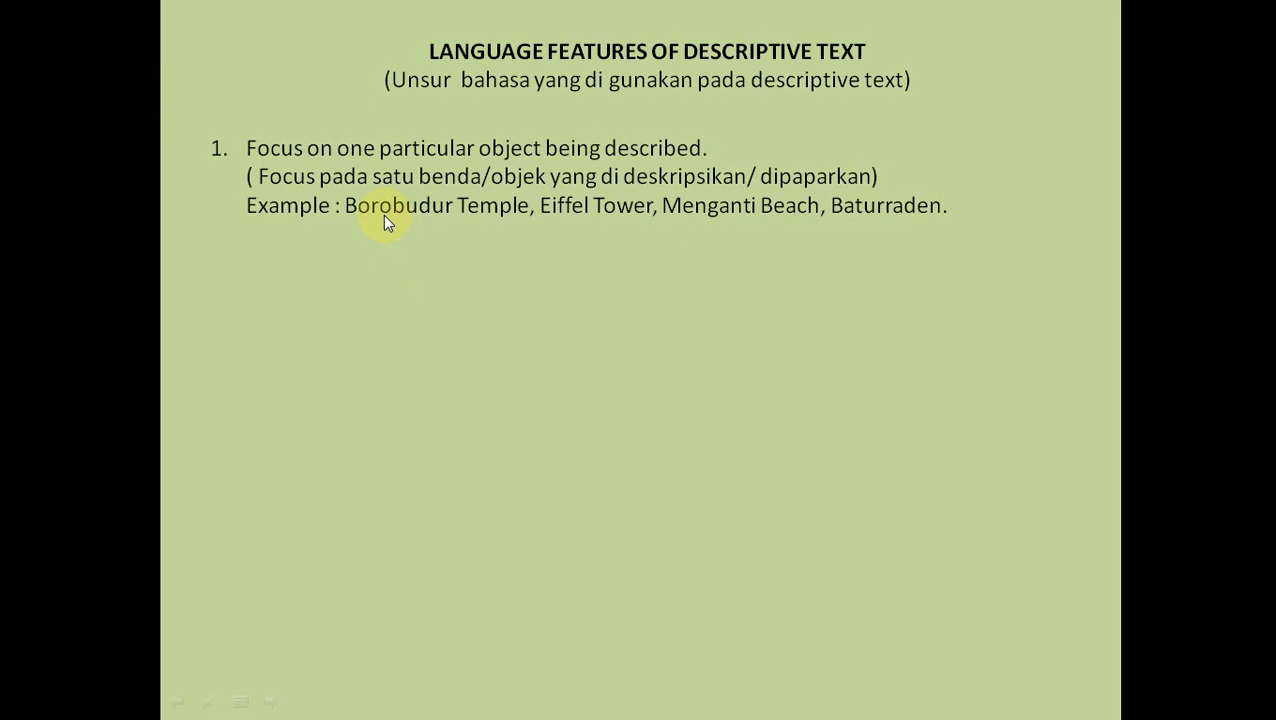 LANGUAGE FEATURES OF DESCRIPTIVE TEXT
(Unsur bahasa yang di gunakan pada descriptive text)
1. Focus on one particular object being described.
( Focus pada satu benda/objek yang di deskripsikan/ dipaparkan)
Example : Borobudur Temple, Eiffel Tower, Menganti Beach, Baturraden.